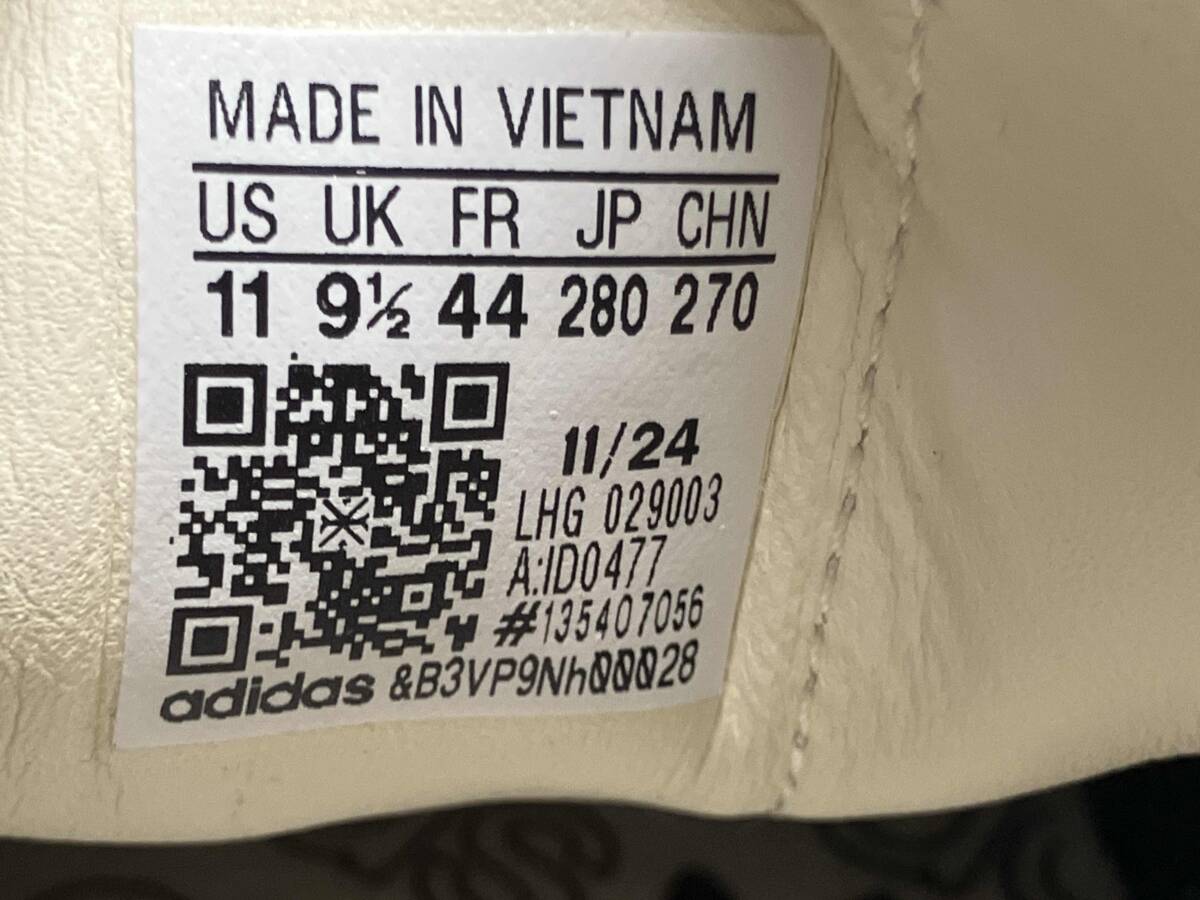 MADE IN VIETNAM
US UK FR JP CHN
11 9½ 44 280 270
11/24
LHG 029003
A:ID0477
#135407056
adidas &B3VP9Nh00028